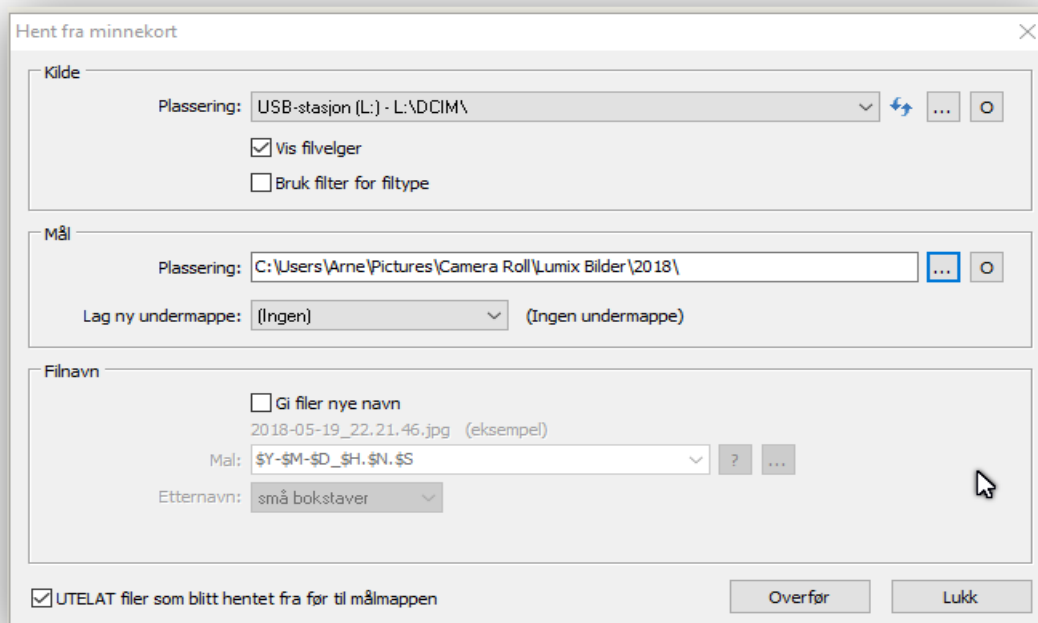 Hent fra minnekort
Kilde
Plassering: USB-stasjon (L:) - L:\DCIM\ ... O
Vis filvelger
Bruk filter for filtype
Mål
Plassering: C:\Users\Arne\Pictures\Camera Roll\Lumix Bilder\2018\ ... O
Lag ny undermappe: (Ingen) (Ingen undermappe)
Filnavn
Gi filer nye navn
2018-05-19_22.21.46.jpg (eksempel)
Mal: $Y-$M-$D_$H.$N.$S ? ...
Etternavn: små bokstaver
UTELAT filer som blitt hentet fra før til målmappen Overfør Lukk